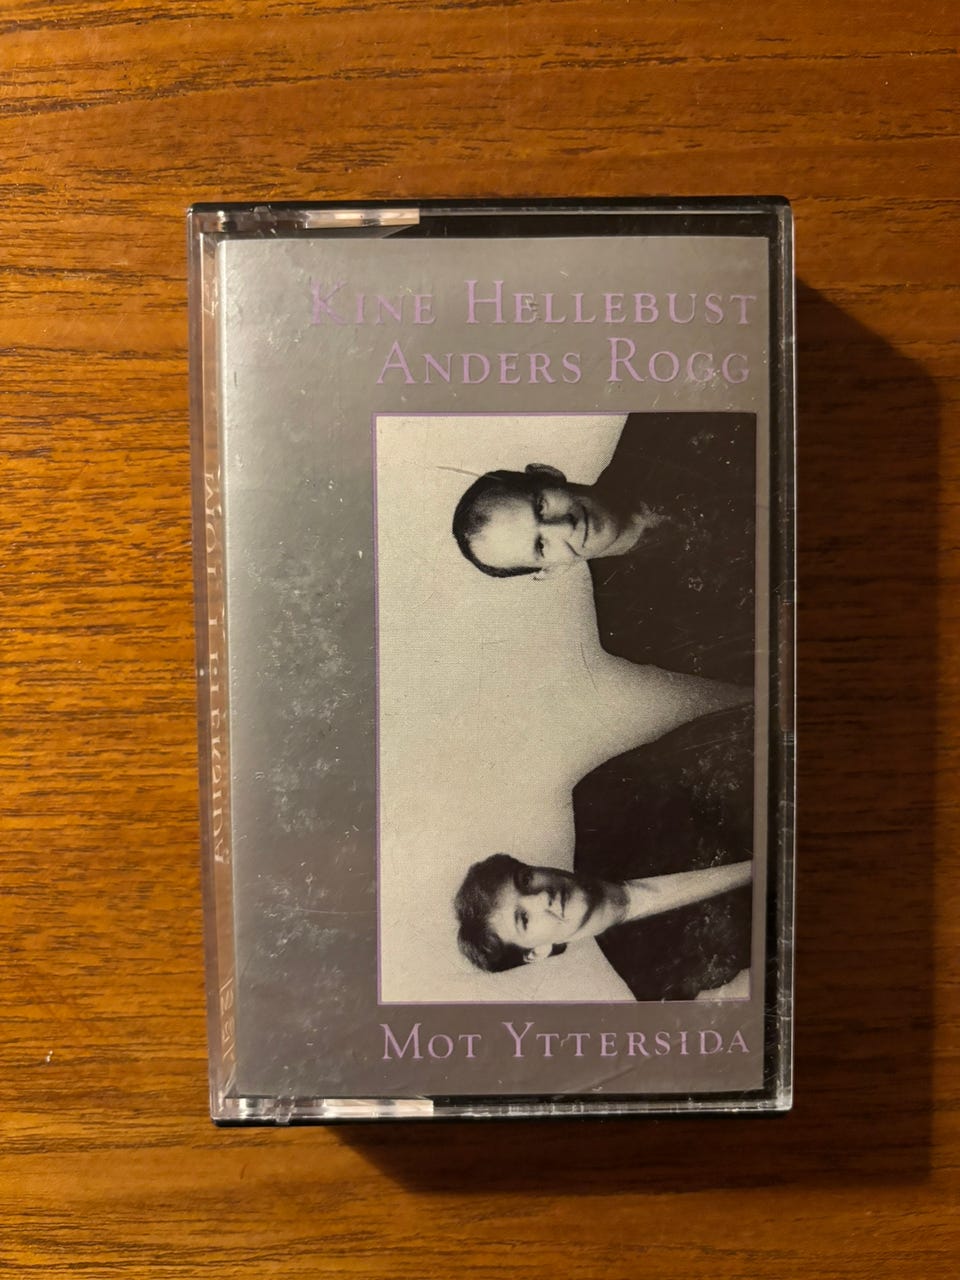 Kine Hellebust
Anders Rogg
Mot Yttersida